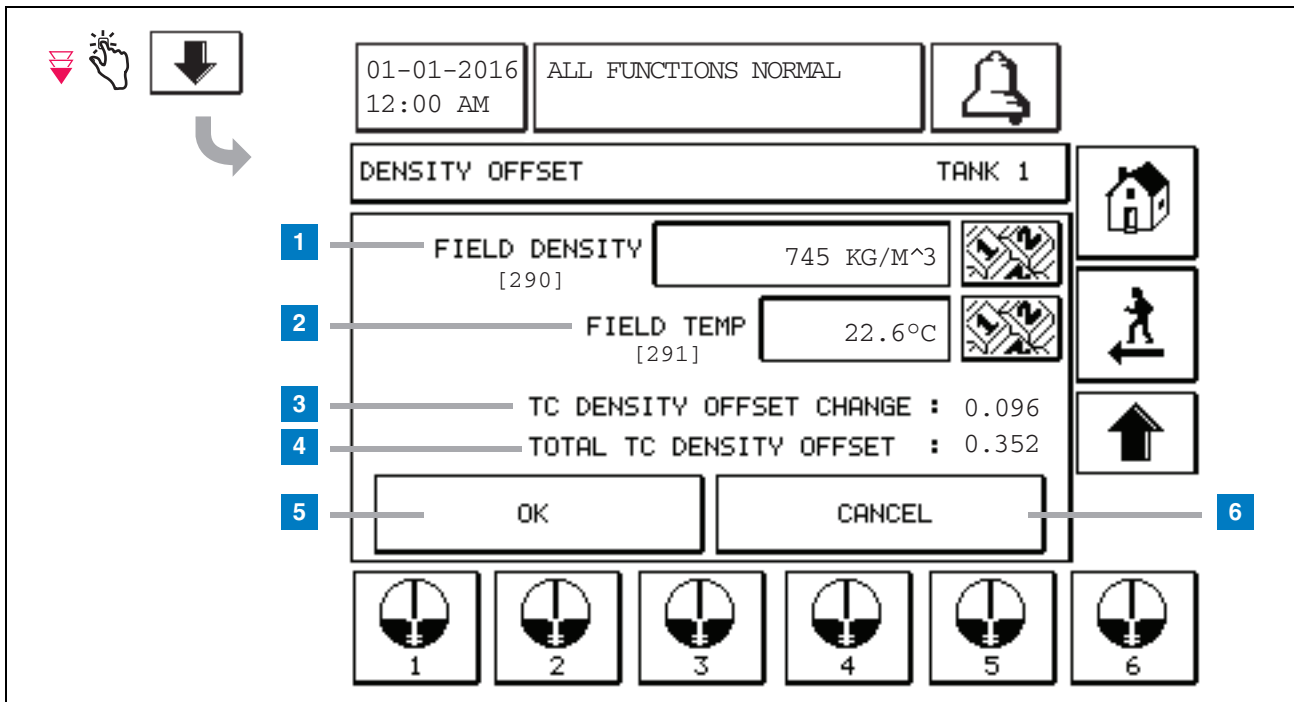 01-01-2016
12:00 AM
ALL FUNCTIONS NORMAL
DENSITY OFFSET TANK 1
1 FIELD DENSITY 745 KG/M^3
[290]
2 FIELD TEMP 22.6°C
[291]
3 TC DENSITY OFFSET CHANGE : 0.096
4 TOTAL TC DENSITY OFFSET : 0.352
5 OK CANCEL 6
1 2 3 4 5 6